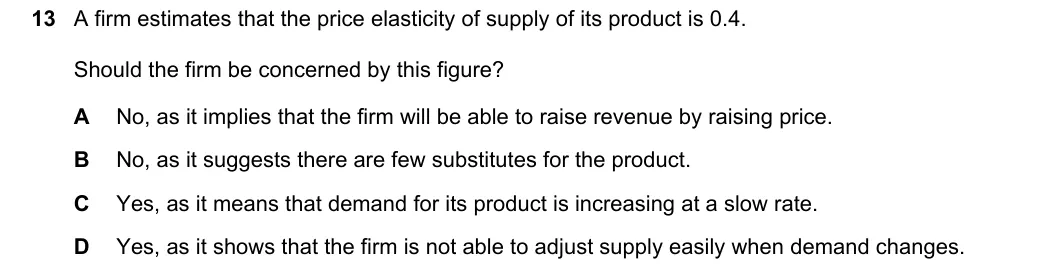 13 A firm estimates that the price elasticity of supply of its product is 0.4.
Should the firm be concerned by this figure?
A No, as it implies that the firm will be able to raise revenue by raising price.
B No, as it suggests there are few substitutes for the product.
C Yes, as it means that demand for its product is increasing at a slow rate.
D Yes, as it shows that the firm is not able to adjust supply easily when demand changes.